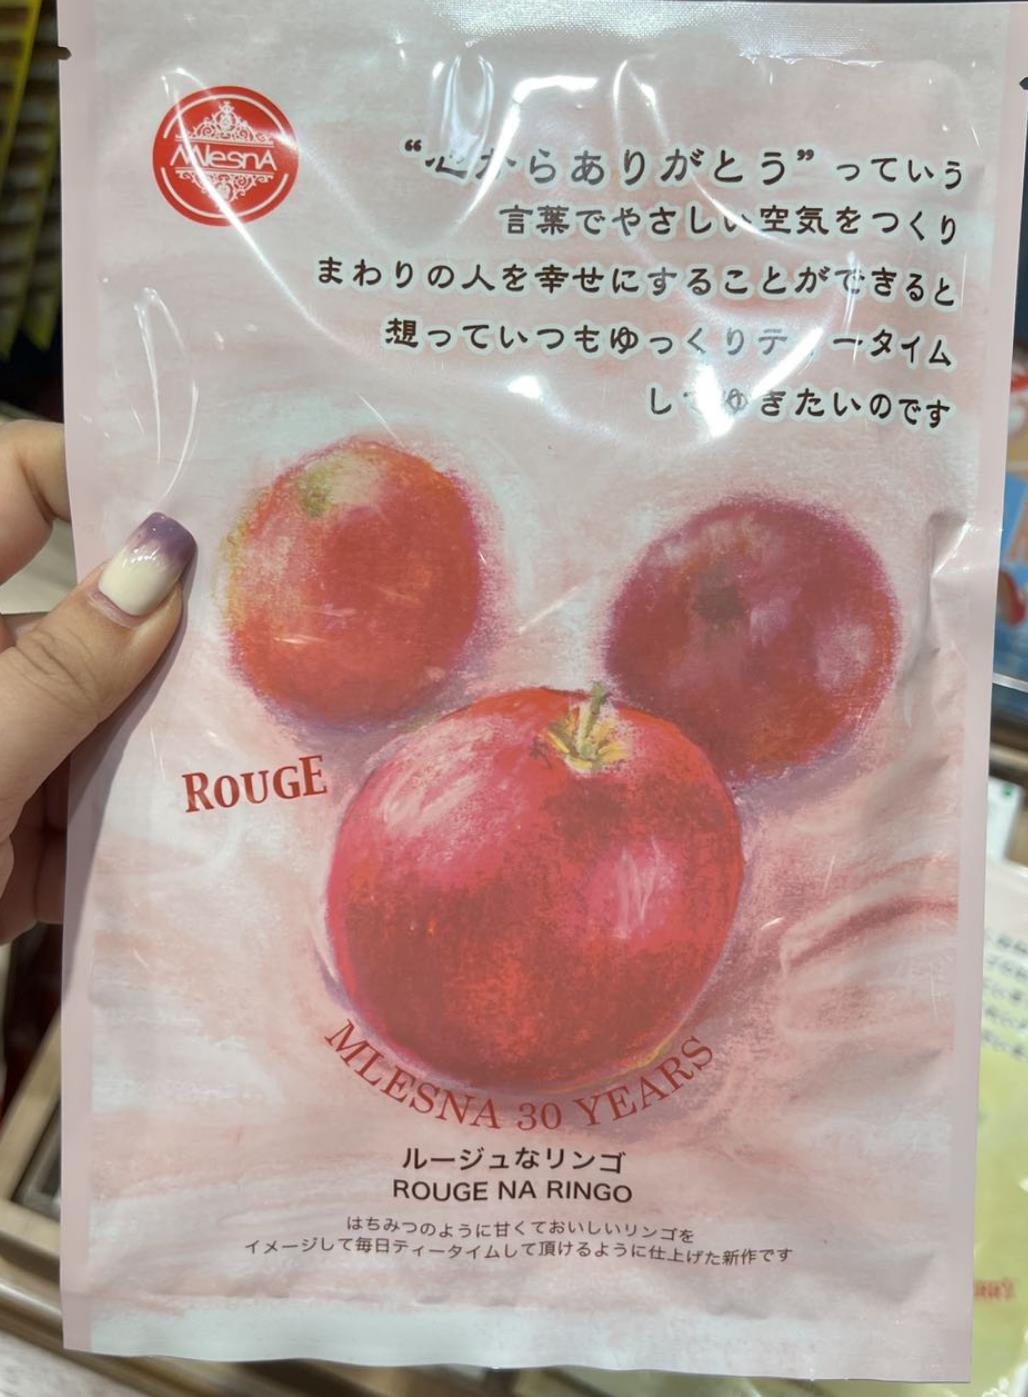 MlesnA
“心からありがとう”っていう
言葉でやさしい空気をつくり
まわりの人を幸せにすることができると
想っていつもゆっくりティータイム
してゆきたいのです
ROUGE
MLESNA 30 YEARS
ルージュなリンゴ
ROUGE NA RINGO
はちみつのように甘くておいしいリンゴを
イメージして毎日ティータイムして頂けるように仕上げた新作です